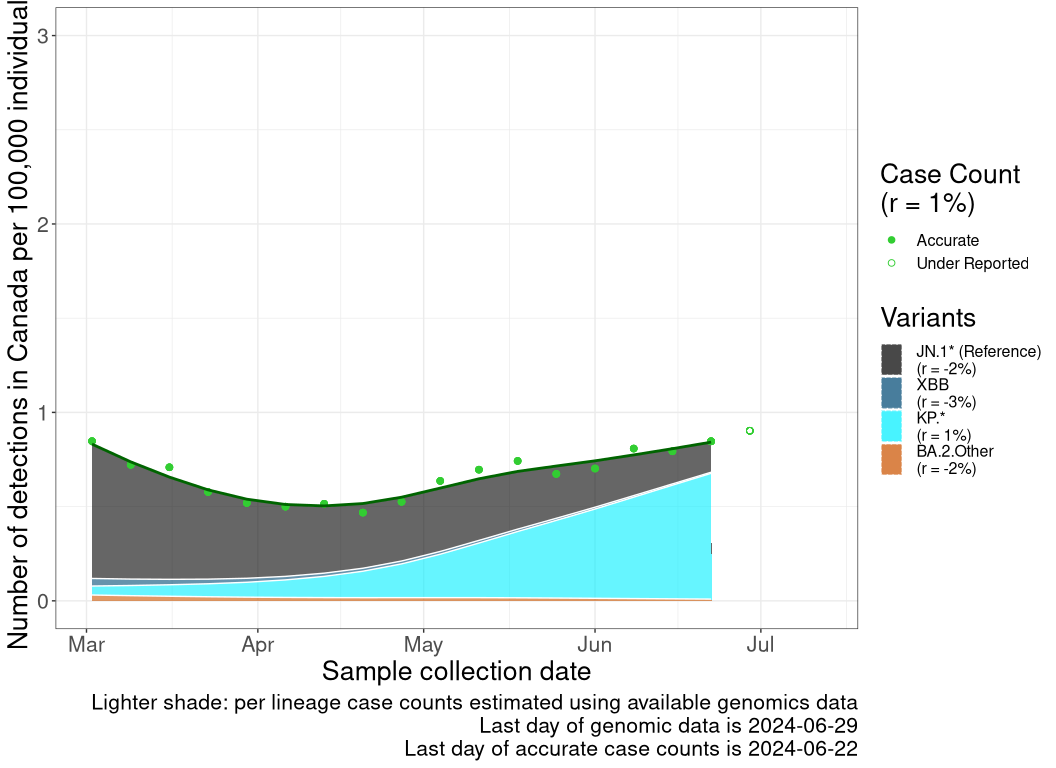 Number of detections in Canada per 100,000 individual
3
2
1
0
Mar
Apr
May
Jun
Jul
Sample collection date
Lighter shade: per lineage case counts estimated using available genomics data
Last day of genomic data is 2024-06-29
Last day of accurate case counts is 2024-06-22
Case Count
(r = 1%)
Accurate
Under Reported
Variants
JN.1* (Reference)
(r = -2%)
XBB
(r = -3%)
KP.*
(r = 1%)
BA.2.Other
(r = -2%)